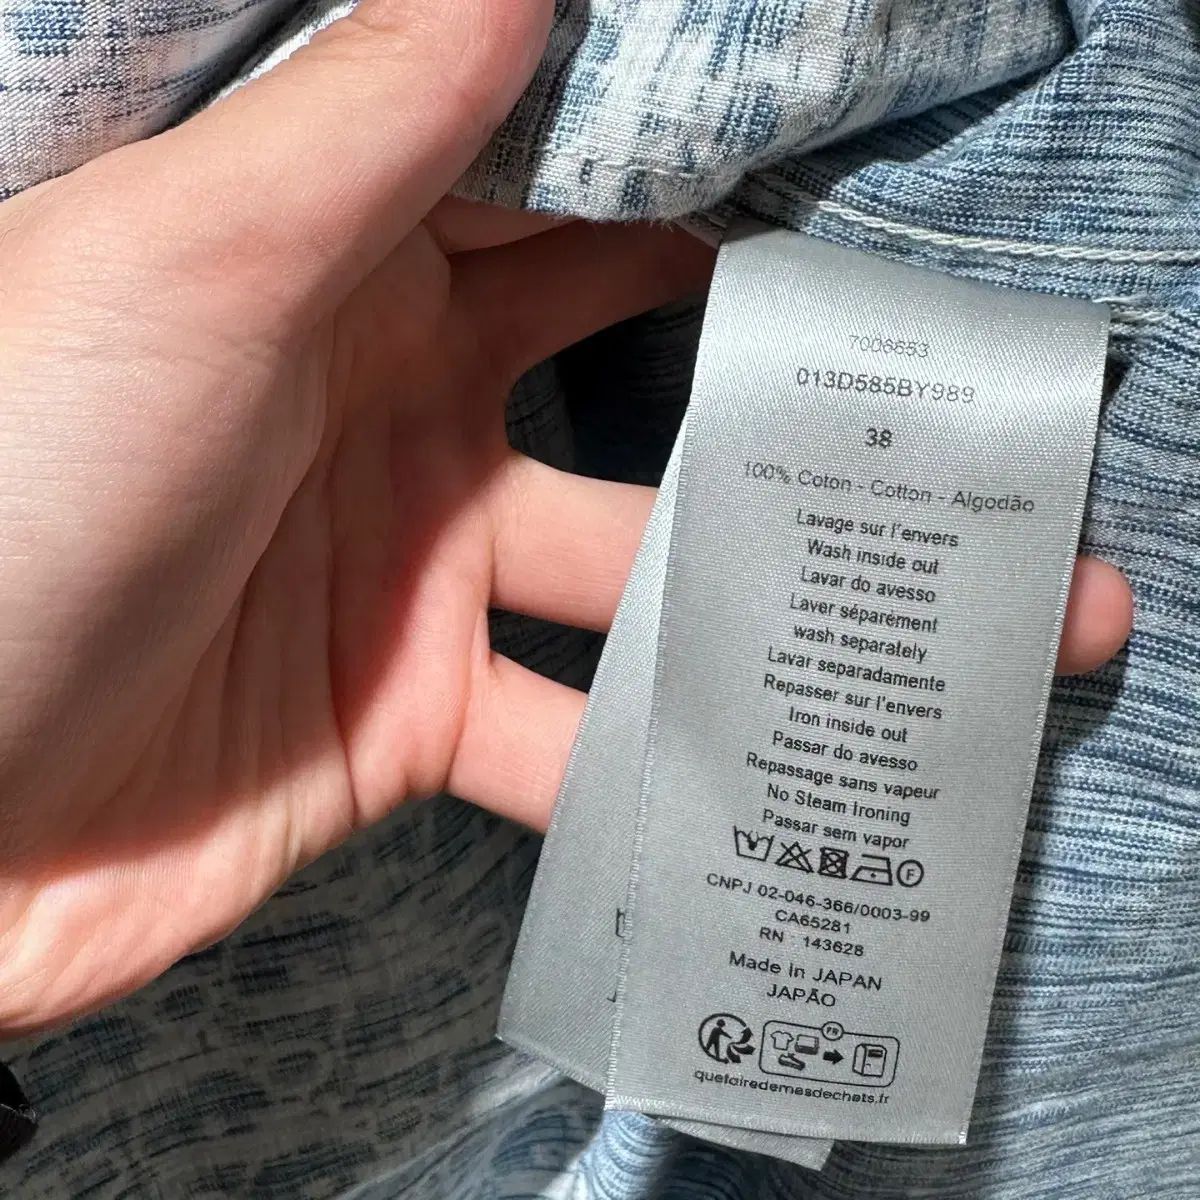 7006653
013D585BY989
38
100% Coton - Cotton - Algodão
Lavage sur l'envers
Wash inside out
Lavar do avesso
Laver séparément
wash separately
Lavar separadamente
Repasser sur l'envers
Iron inside out
Passar do avesso
Repassage sans vapeur
No Steam Ironing
Passar sem vapor
F
CNPJ 02-046-366/0003-99
CA65281
RN 143628
Made in JAPAN
JAPÃO
FR
quefairedemesdechets.fr